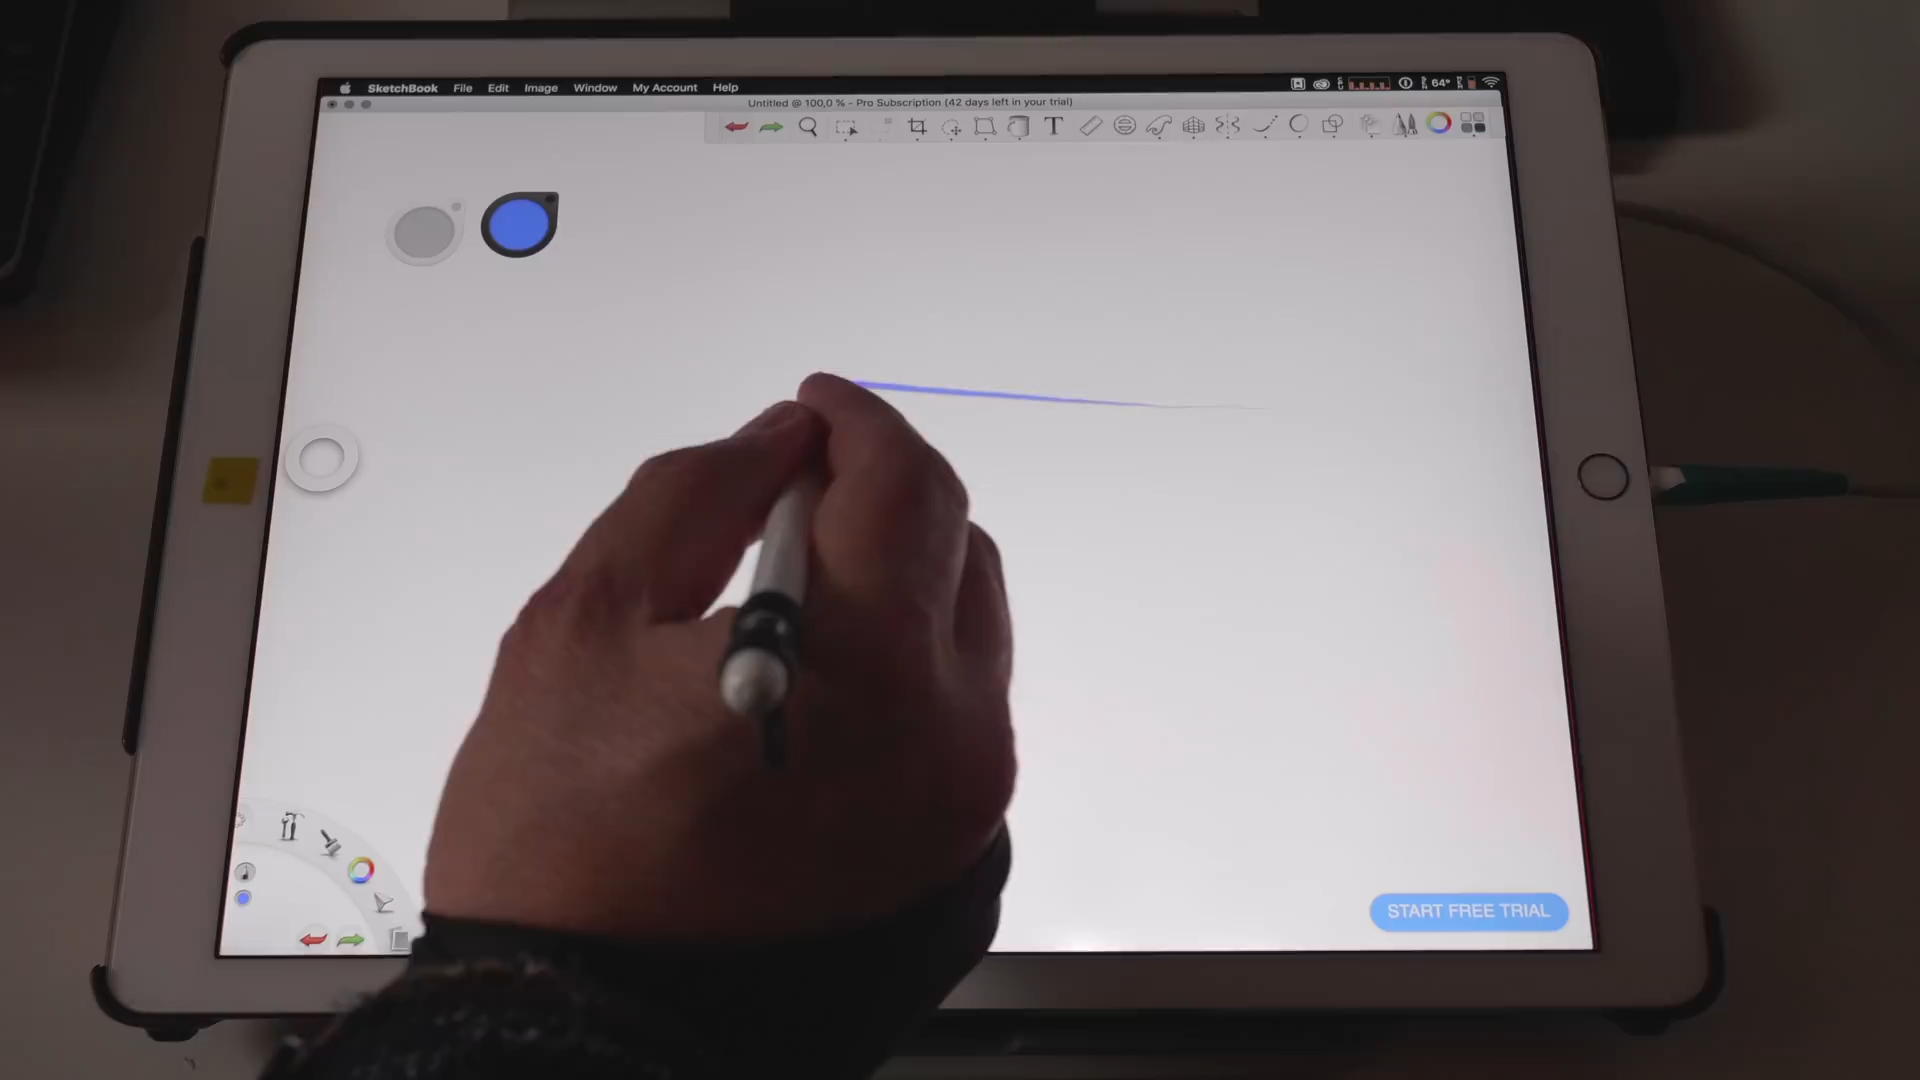 SketchBook File Edit Image Window My Account Help 64°
Untitled @ 100,0 % - Pro Subscription (42 days left in your trial)
T
START FREE TRIAL